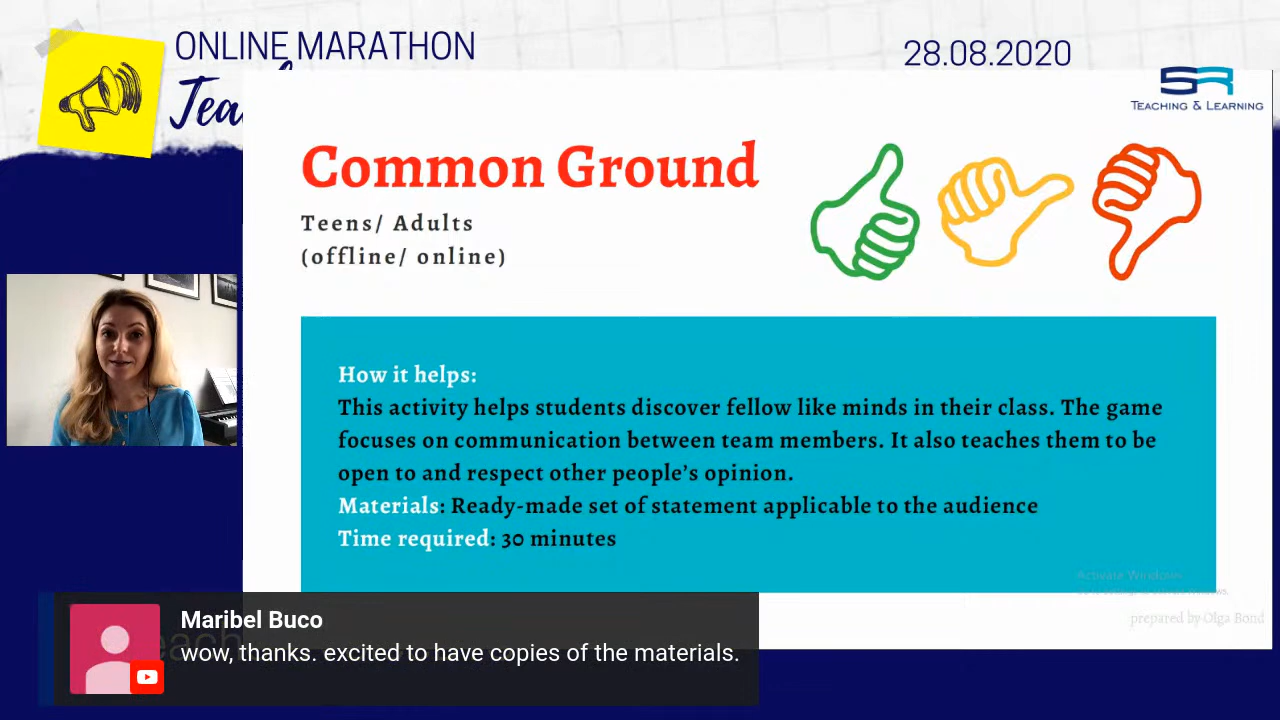 ONLINE MARATHON
28.08.2020
SR
TEACHING & LEARNING
Common Ground
Teens/ Adults
(offline/ online)
How it helps:
This activity helps students discover fellow like minds in their class. The game
focuses on communication between team members. It also teaches them to be
open to and respect other people's opinion.
Materials: Ready-made set of statement applicable to the audience
Time required: 30 minutes
Activate Windows
prepared by Olga Bond
Maribel Buco
wow, thanks. excited to have copies of the materials.